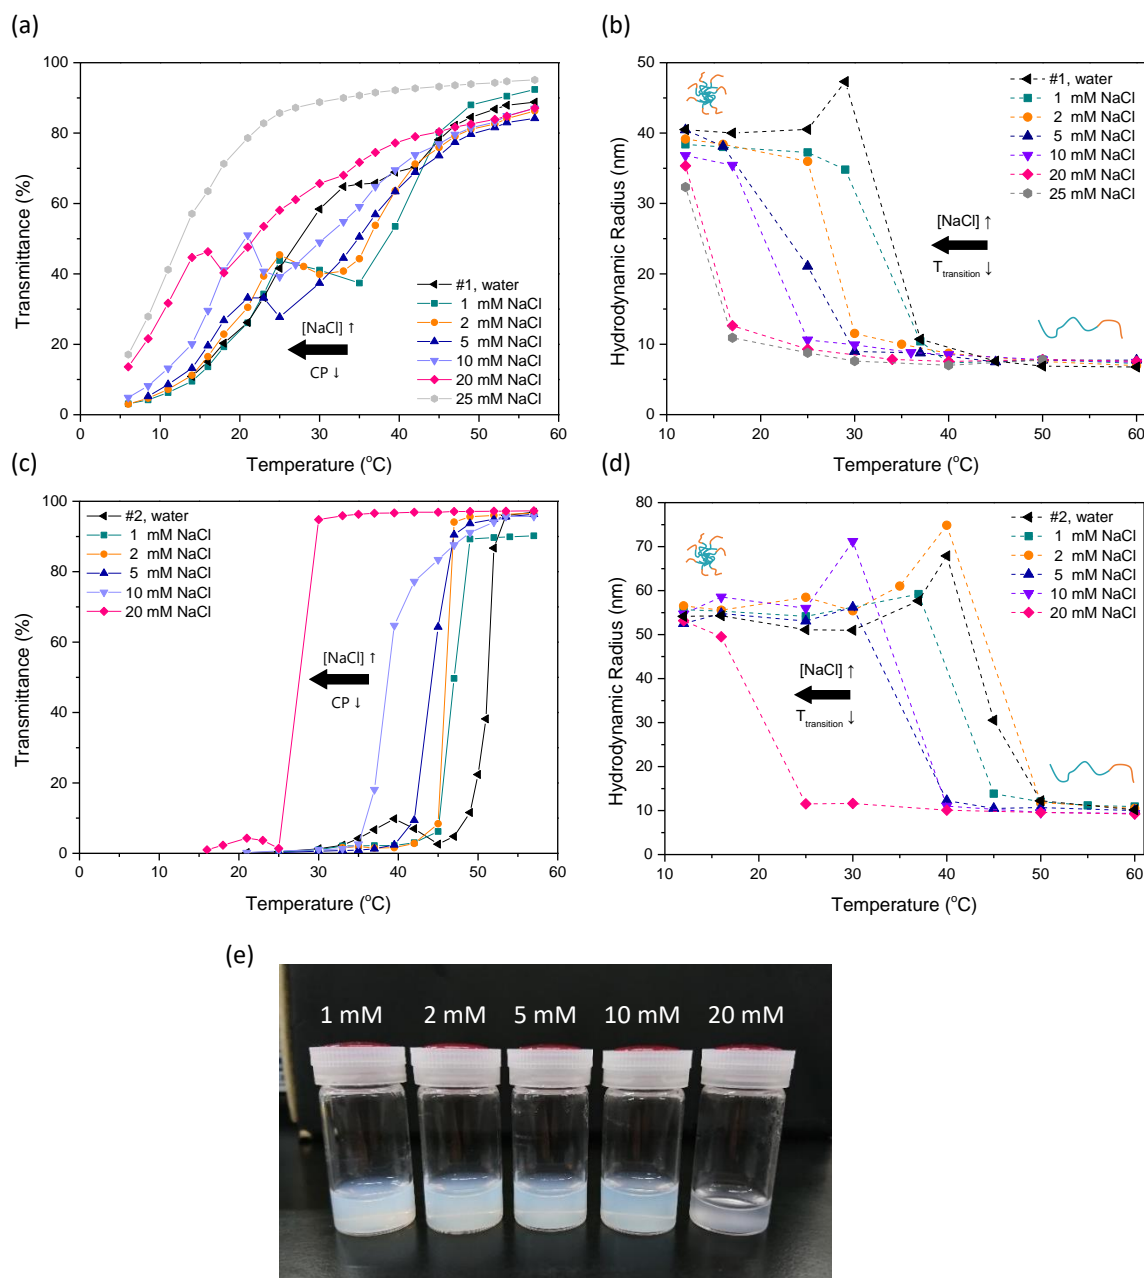 (a)
100
80
60
40
20
0
0 10 20 30 40 50 60
Transmittance (%)
Temperature (°C)
#1, water
1 mM NaCl
2 mM NaCl
5 mM NaCl
10 mM NaCl
20 mM NaCl
25 mM NaCl
[NaCl] ↑
CP ↓
(b)
50
40
30
20
10
0
10 20 30 40 50 60
Hydrodynamic Radius (nm)
Temperature (°C)
#1, water
1 mM NaCl
2 mM NaCl
5 mM NaCl
10 mM NaCl
20 mM NaCl
25 mM NaCl
[NaCl] ↑
Ttransition ↓
(c)
100
80
60
40
20
0
0 10 20 30 40 50 60
Transmittance (%)
Temperature (°C)
#2, water
1 mM NaCl
2 mM NaCl
5 mM NaCl
10 mM NaCl
20 mM NaCl
[NaCl] ↑
CP ↓
(d)
80
70
60
50
40
30
20
10
0
10 20 30 40 50 60
Hydrodynamic Radius (nm)
Temperature (°C)
#2, water
1 mM NaCl
2 mM NaCl
5 mM NaCl
10 mM NaCl
20 mM NaCl
[NaCl] ↑
Ttransition ↓
(e)
1 mM 2 mM 5 mM 10 mM 20 mM